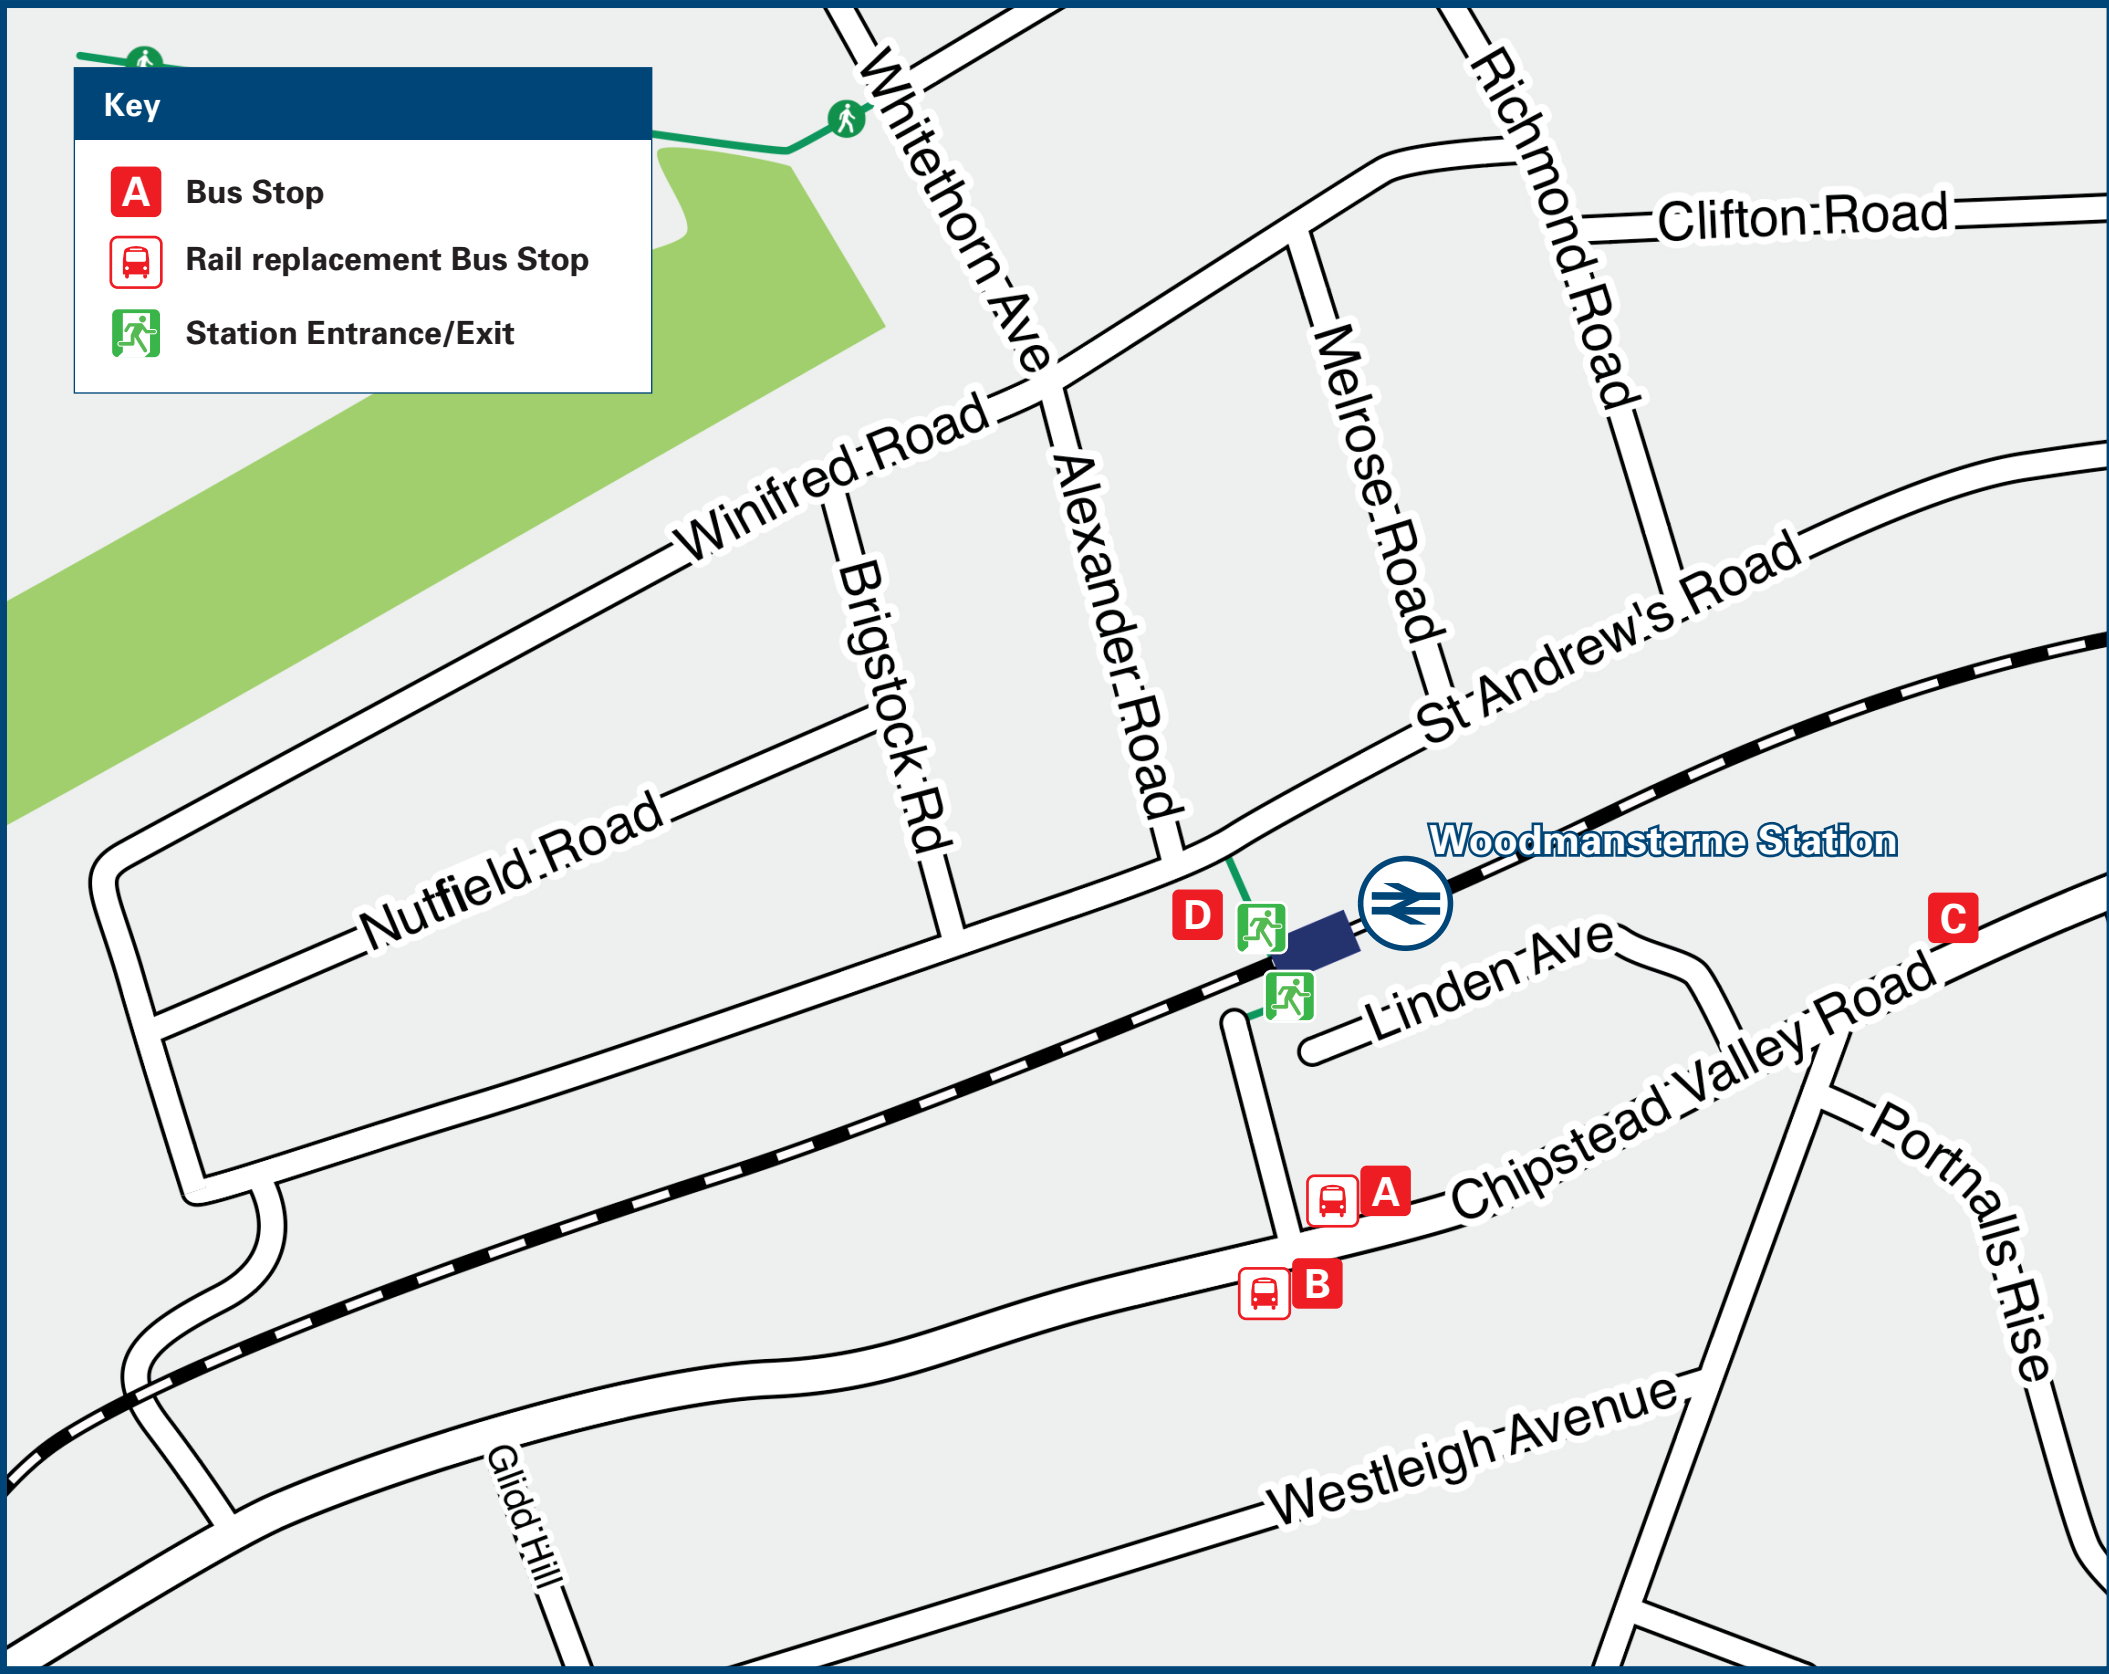 Key
A Bus Stop
Rail replacement Bus Stop
Station Entrance/Exit
Whitethorn Ave
Richmond Road
Clifton Road
Melrose Road
Winifred Road
Alexander Road
Brigstock Rd
St Andrew's Road
Nutfield Road
Woodmansterne Station
D
C
Linden Ave
Chipstead Valley Road
Portnalls Rise
A
B
Westleigh Avenue
Glidd Hill